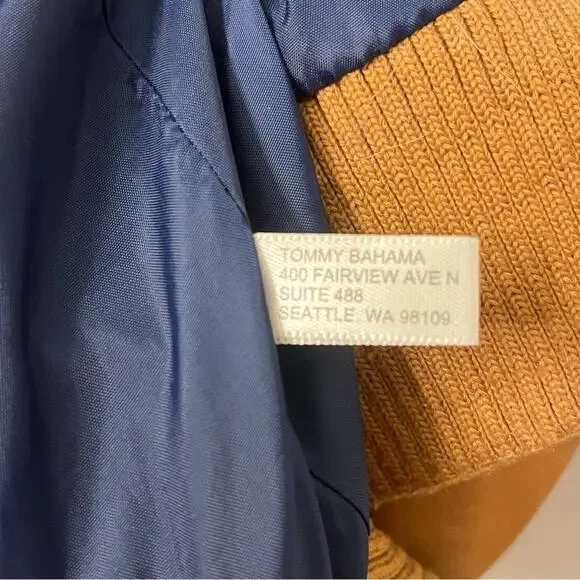 TOMMY BAHAMA
400 FAIRVIEW AVE N
SUITE 488
SEATTLE, WA 98109